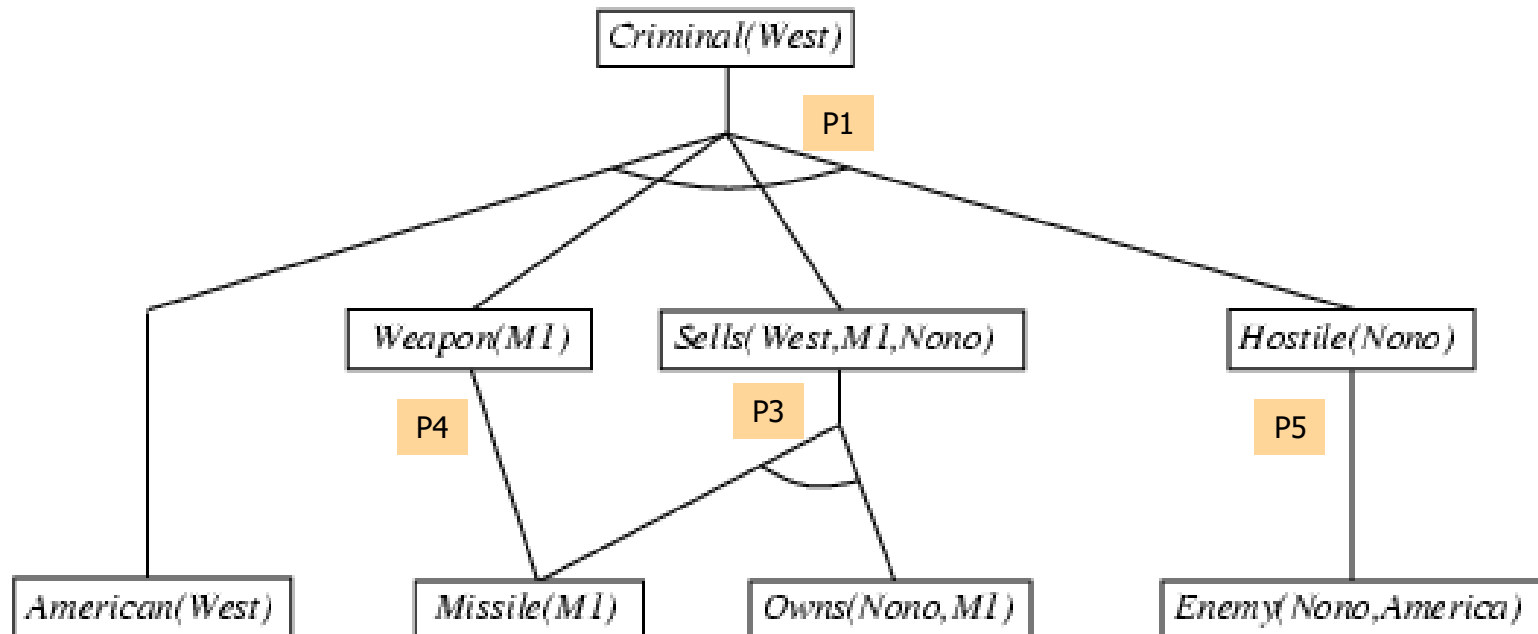 Criminal(West)
P1
Weapon(M1)
Sells(West,M1,Nono)
Hostile(Nono)
P4
P3
P5
American(West)
Missile(M1)
Owns(Nono,M1)
Enemy(Nono,America)